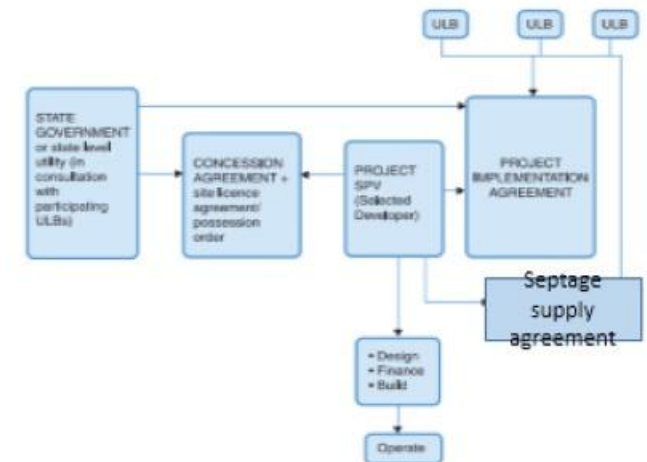 ULB
ULB
ULB
STATE
GOVERNMENT
or state level
utility (in
consultation
with
participating
ULBs)
CONCESSION
AGREEMENT +
site licence
agreement/
possession
order
PROJECT
SPV
(Selected
Developer)
PROJECT
IMPLEMENTATION
AGREEMENT
Septage
supply
agreement
• Design
• Finance
• Build
Operate